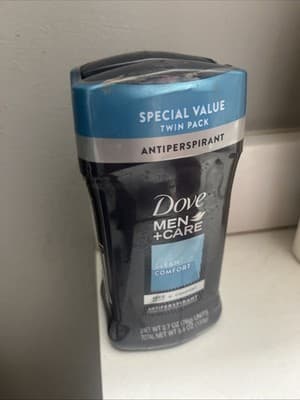 SPECIAL VALUE
TWIN PACK
ANTIPERSPIRANT
Dove
MEN
+CARE
CLEAN
COMFORT
ANTIPERSPIRANT